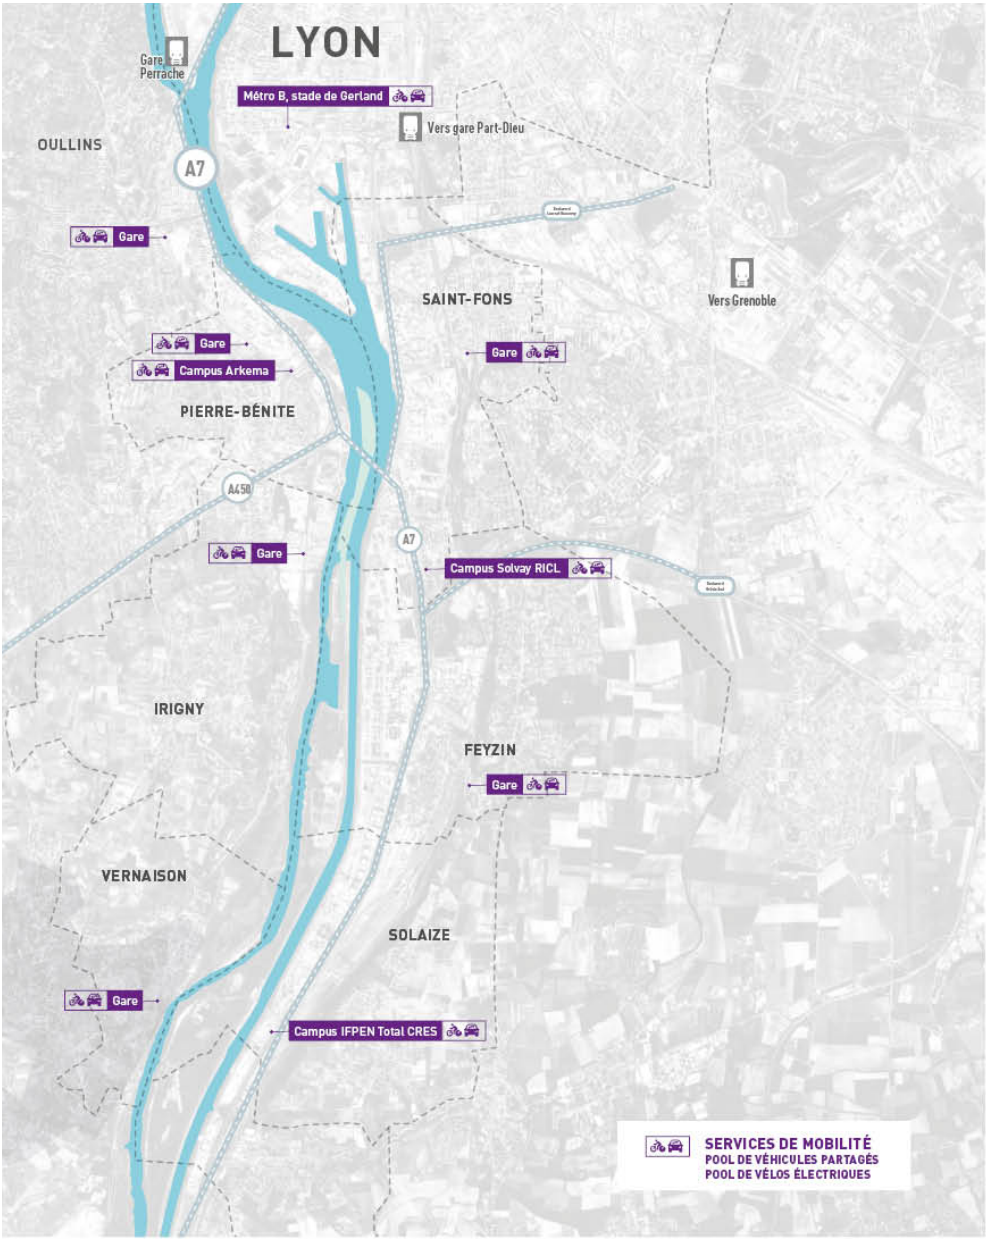 LYON
Gare
Perrache
Métro B, stade de Gerland
Vers gare Part-Dieu
OULLINS
A7
Gare
Vers Grenoble
SAINT-FONS
Gare
Gare
Campus Arkema
PIERRE-BÉNITE
A450
A7
Gare
Campus Solvay RICL
IRIGNY
FEYZIN
Gare
VERNAISON
SOLAIZE
Gare
Campus IFPEN Total CRES
SERVICES DE MOBILITÉ
POOL DE VÉHICULES PARTAGÉS
POOL DE VÉLOS ÉLECTRIQUES